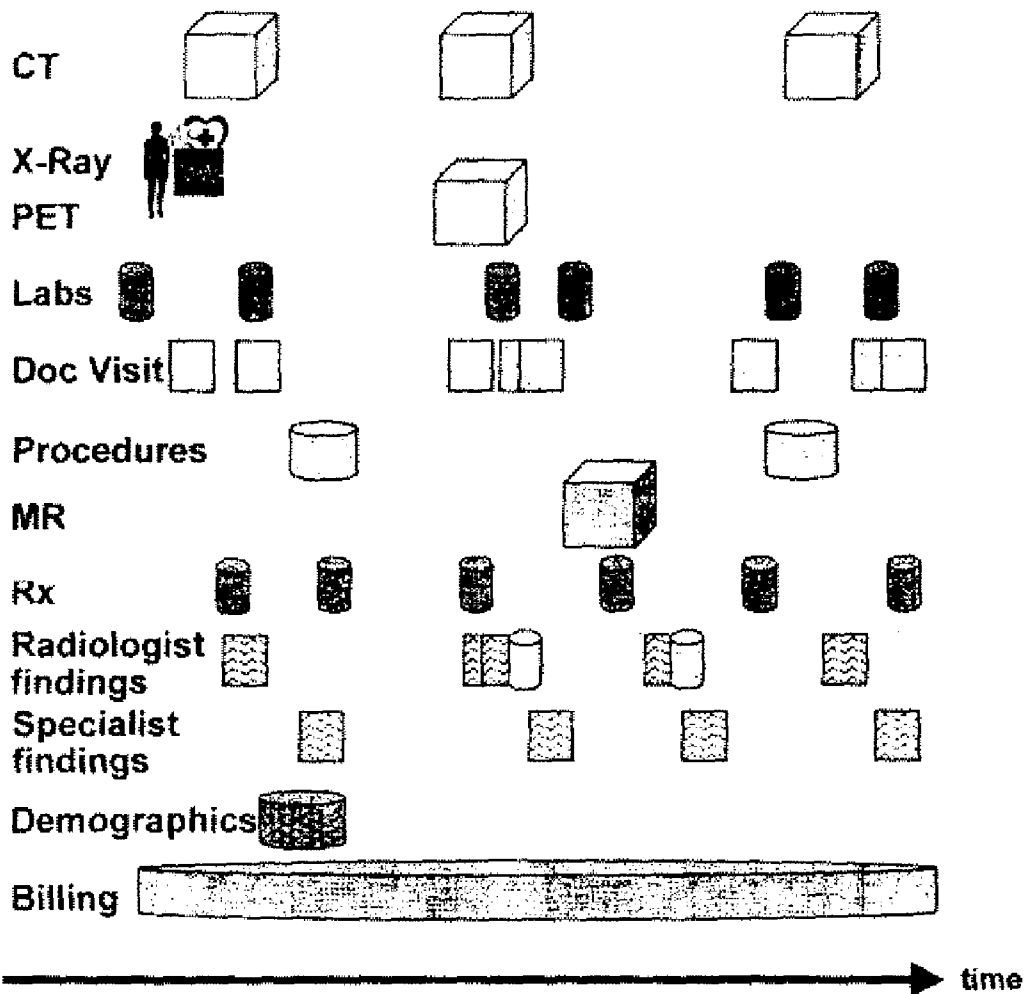 CT
X-Ray
PET
Labs
Doc Visit
Procedures
MR
Rx
Radiologist
findings
Specialist
findings
Demographics
Billing
time